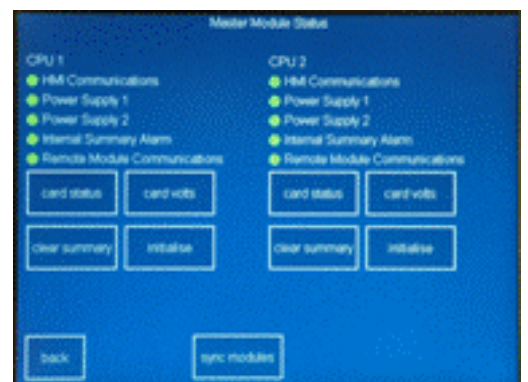 Master Module Status
CPU 1
HMI Communications
Power Supply 1
Power Supply 2
Internal Summary Alarm
Remote Module Communications
card status
card volts
clear summary
initialise
CPU 2
HMI Communications
Power Supply 1
Power Supply 2
Internal Summary Alarm
Remote Module Communications
card status
card volts
clear summary
initialise
back
sync modules